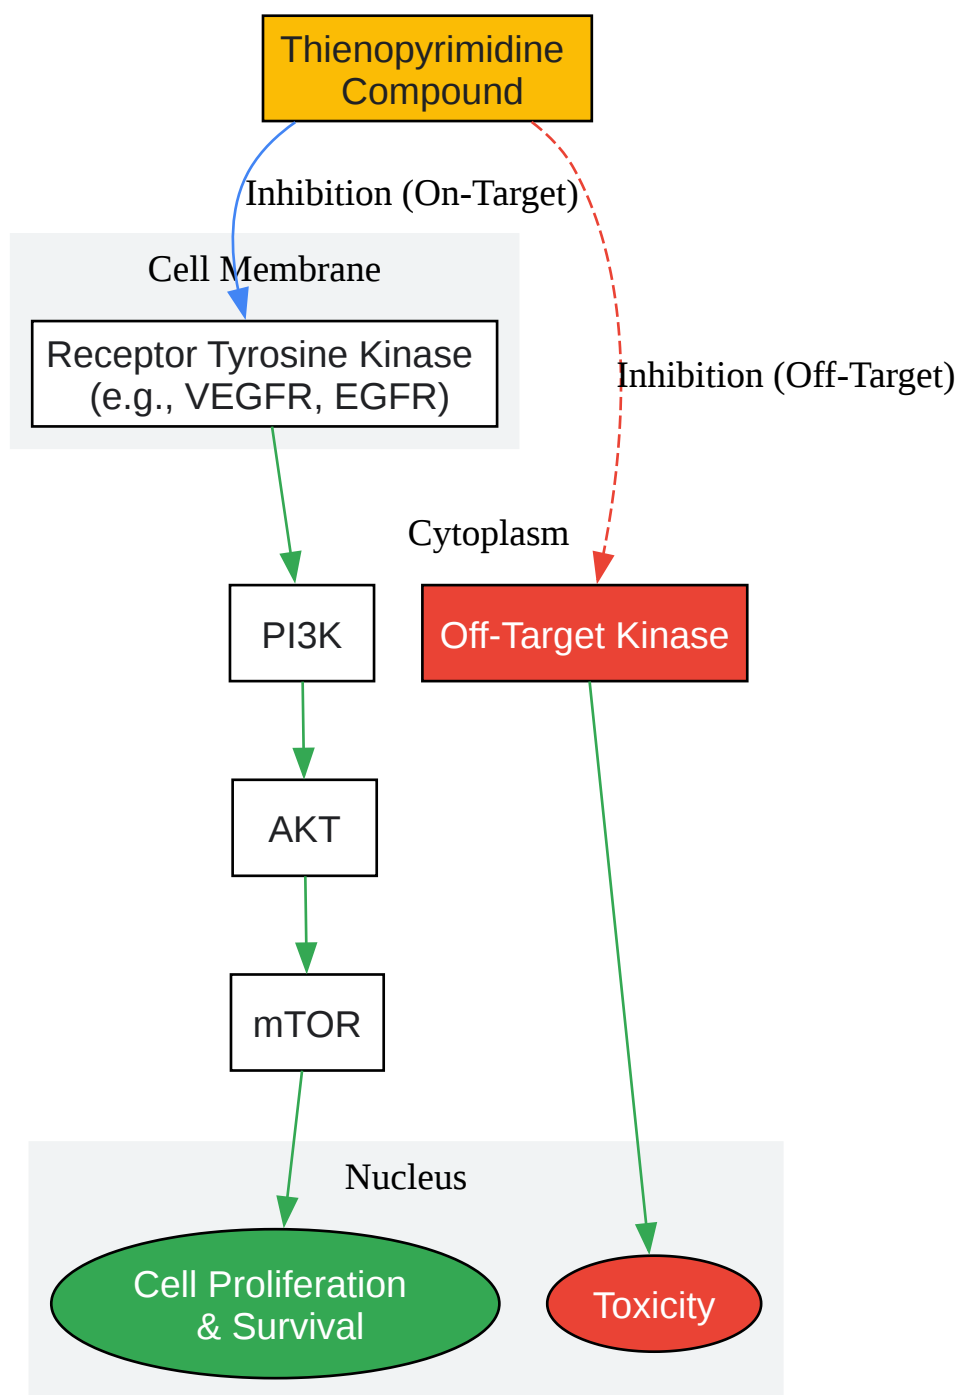 Thienopyrimidine
Compound
Inhibition (On-Target)
Cell Membrane
Receptor Tyrosine Kinase
(e.g., VEGFR, EGFR)
Inhibition (Off-Target)
Cytoplasm
PI3K
Off-Target Kinase
AKT
mTOR
Nucleus
Cell Proliferation
& Survival
Toxicity